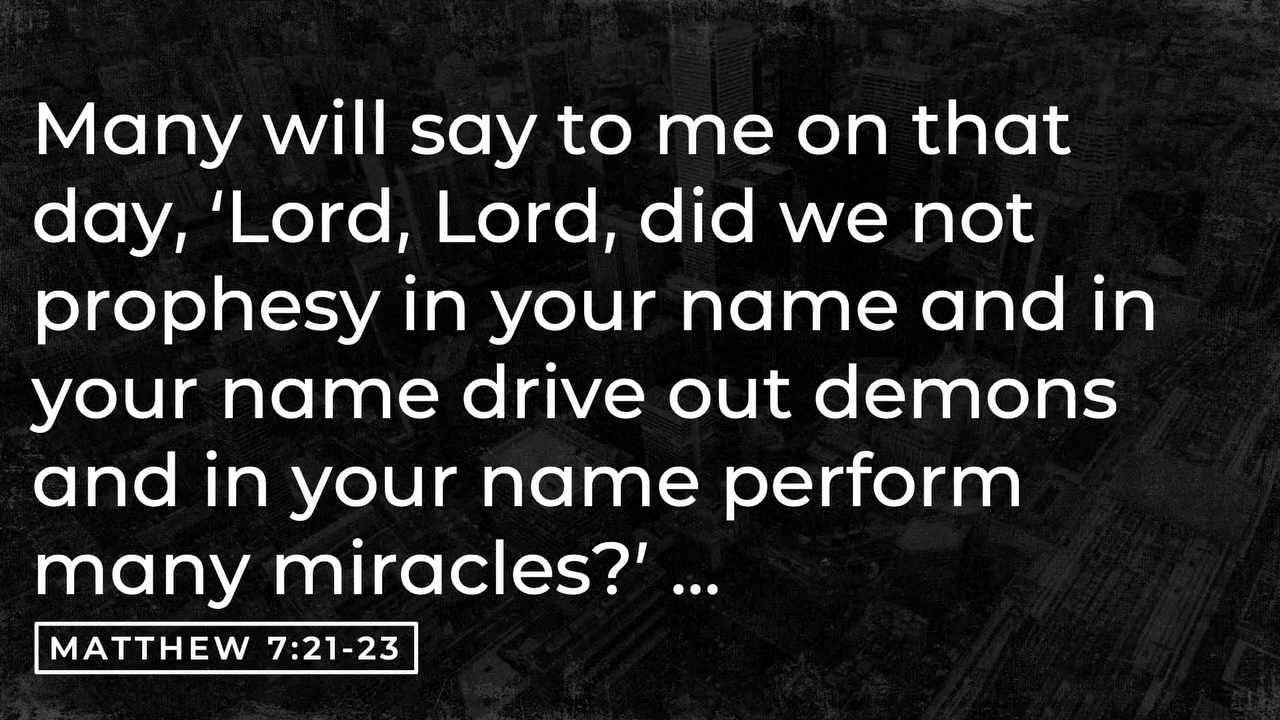 Many will say to me on that
day, ‘Lord, Lord, did we not
prophesy in your name and in
your name drive out demons
and in your name perform
many miracles?’ ...
MATTHEW 7:21-23